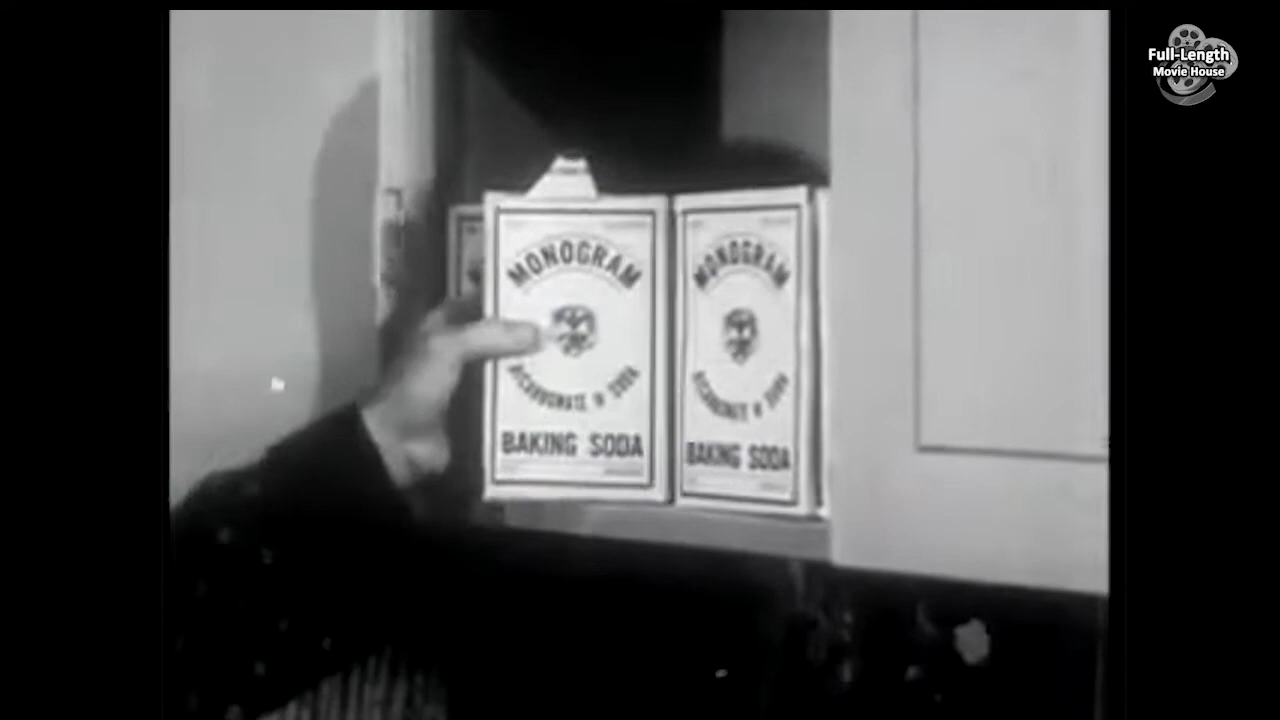 Full-Length
Movie House
MONOGRAM
BICARBONATE OF SODA
BAKING SODA
MONOGRAM
BICARBONATE OF SODA
BAKING SODA